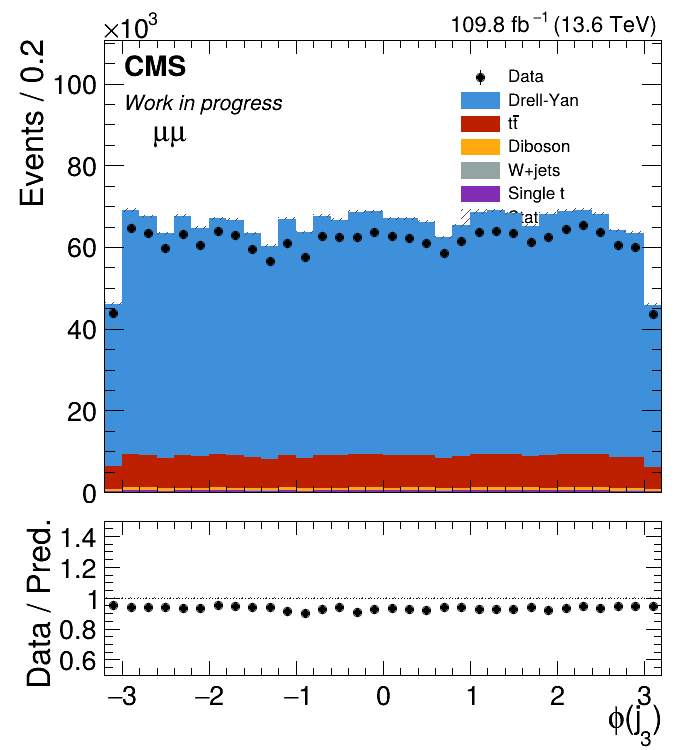 ×10³
109.8 fb⁻¹ (13.6 TeV)
CMS
Work in progress
μμ
Data
Drell-Yan
tt̄
Diboson
W+jets
Single t
Stat
Events / 0.2
100
80
60
40
20
0
Data / Pred.
1.4
1.2
1
0.8
0.6
−3 −2 −1 0 1 2 3
ϕ(j₃)